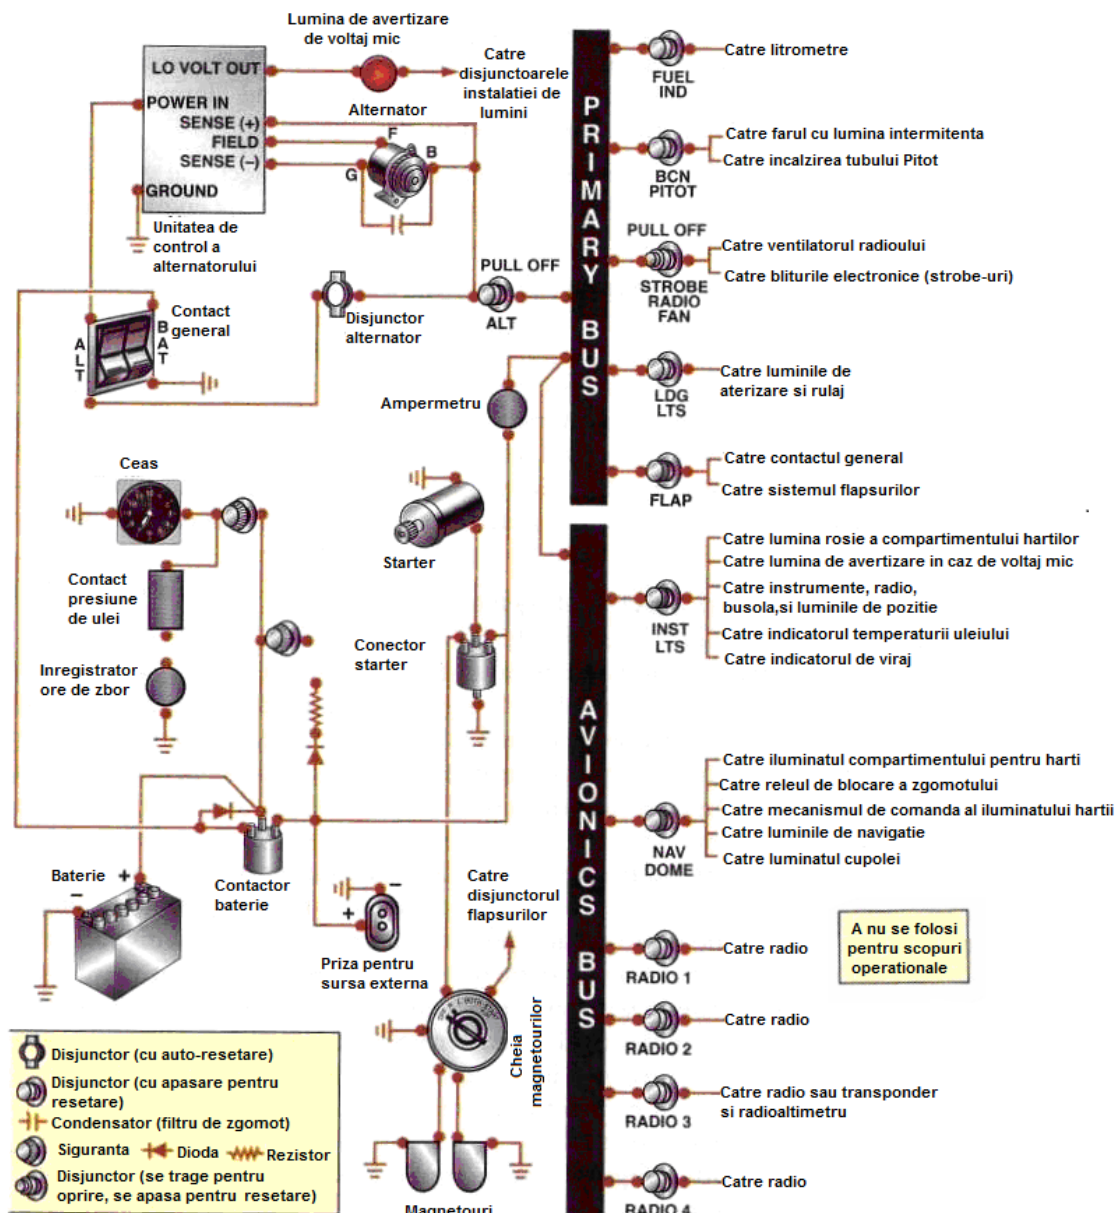 Lumina de avertizare
de voltaj mic
LO VOLT OUT
POWER IN
SENSE (+)
FIELD
SENSE (–)
GROUND
Unitatea de
control a
alternatorului
Catre
disjunctoarele
instalatiei de
lumini
Alternator
F
B
G
PULL OFF
ALT
Disjunctor
alternator
Contact
general
ALT
BAT
Ampermetru
Ceas
Contact
presiune
de ulei
Inregistrator
ore de zbor
Starter
Conector
starter
Baterie
+
-
Contactor
baterie
-
+
Priza pentru
sursa externa
Catre
disjunctorul
flapsurilor
Cheia
magnetourilor
Magnetouri
PRIMARY BUS
FUEL
IND
Catre litrometre
BCN
PITOT
Catre farul cu lumina intermitenta
Catre incalzirea tubului Pitot
PULL OFF
STROBE
RADIO
FAN
Catre ventilatorul radioului
Catre bliturile electronice (strobe-uri)
LDG
LTS
Catre luminile de
aterizare si rulaj
FLAP
Catre contactul general
Catre sistemul flapsurilor
AVIONICS BUS
INST
LTS
Catre lumina rosie a compartimentului hartilor
Catre lumina de avertizare in caz de voltaj mic
Catre instrumente, radio,
busola,si luminile de pozitie
Catre indicatorul temperaturii uleiului
Catre indicatorul de viraj
NAV
DOME
Catre iluminatul compartimentului pentru harti
Catre releul de blocare a zgomotului
Catre mecanismul de comanda al iluminatului hartii
Catre luminile de navigatie
Catre luminatul cupolei
A nu se folosi
pentru scopuri
operationale
RADIO 1
Catre radio
RADIO 2
Catre radio
RADIO 3
Catre radio sau transponder
si radioaltimetru
RADIO 4
Catre radio
Disjunctor (cu auto-resetare)
Disjunctor (cu apasare pentru
resetare)
Condensator (filtru de zgomot)
Siguranta Dioda Rezistor
Disjunctor (se trage pentru
oprire, se apasa pentru resetare)